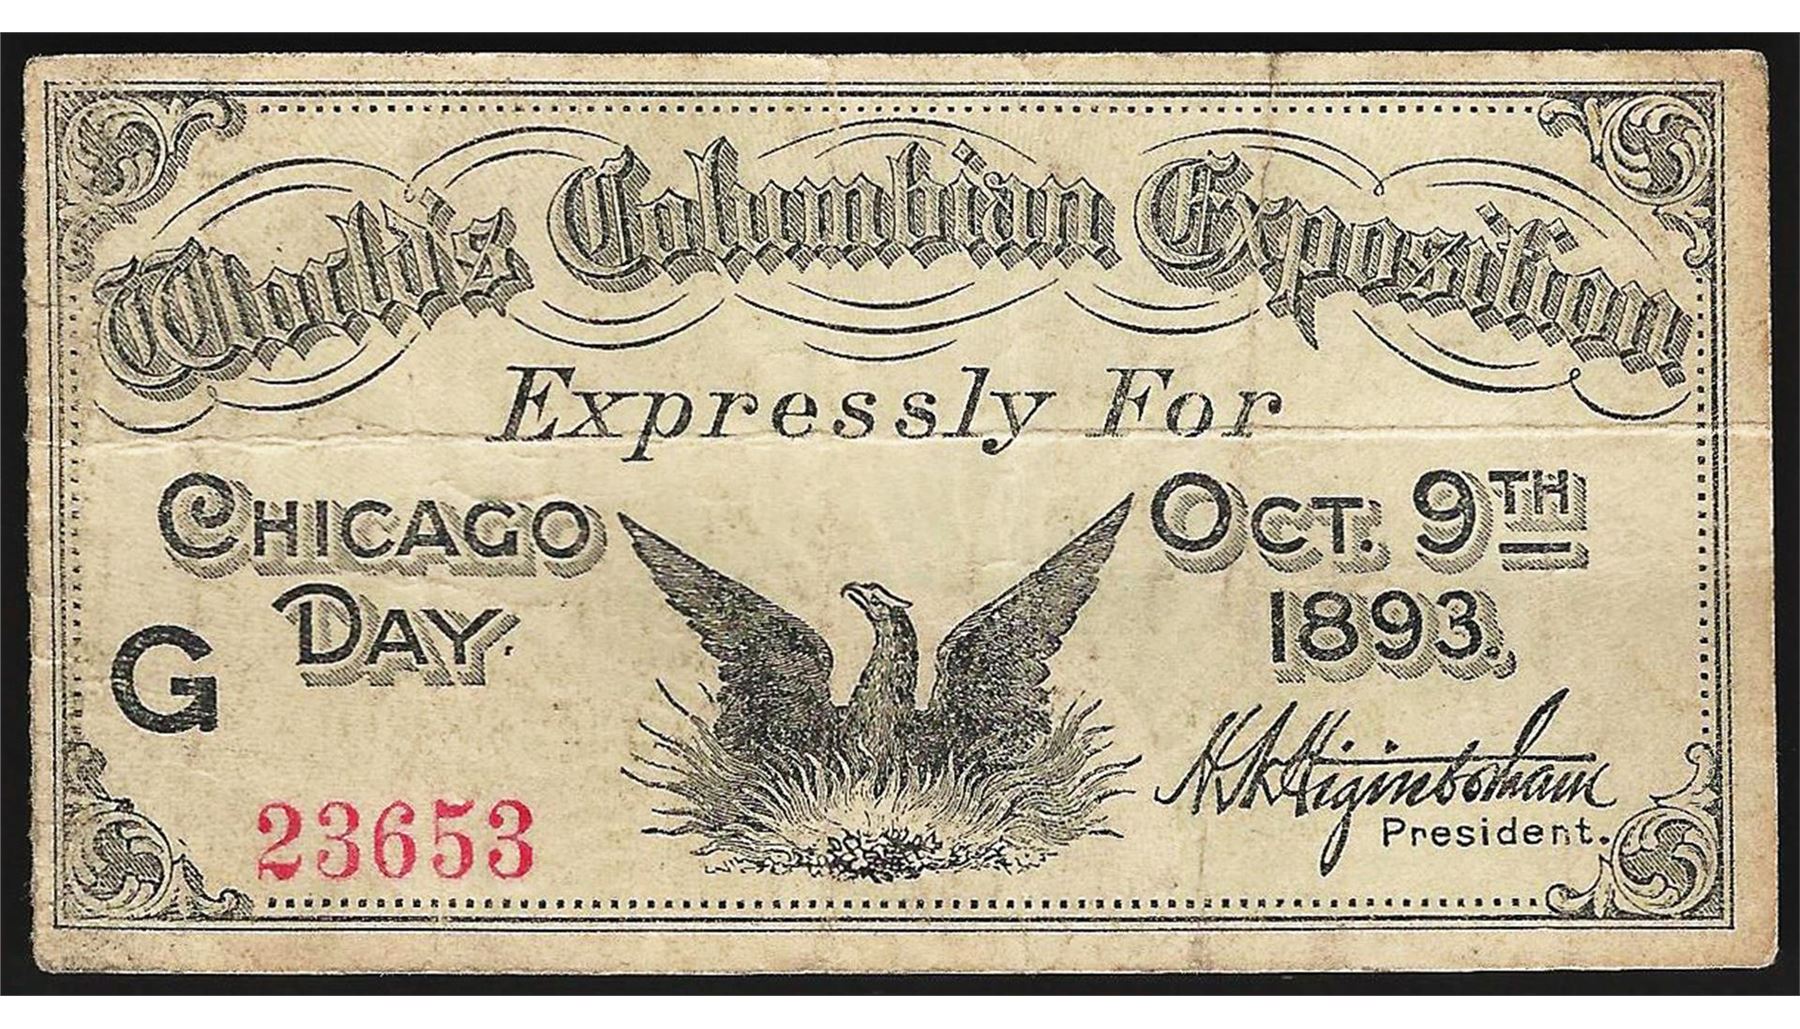 World's Columbian Exposition
Expressly For
CHICAGO
DAY.
OCT. 9TH
1893.
G
23653
H. N. Higinbotham
President.